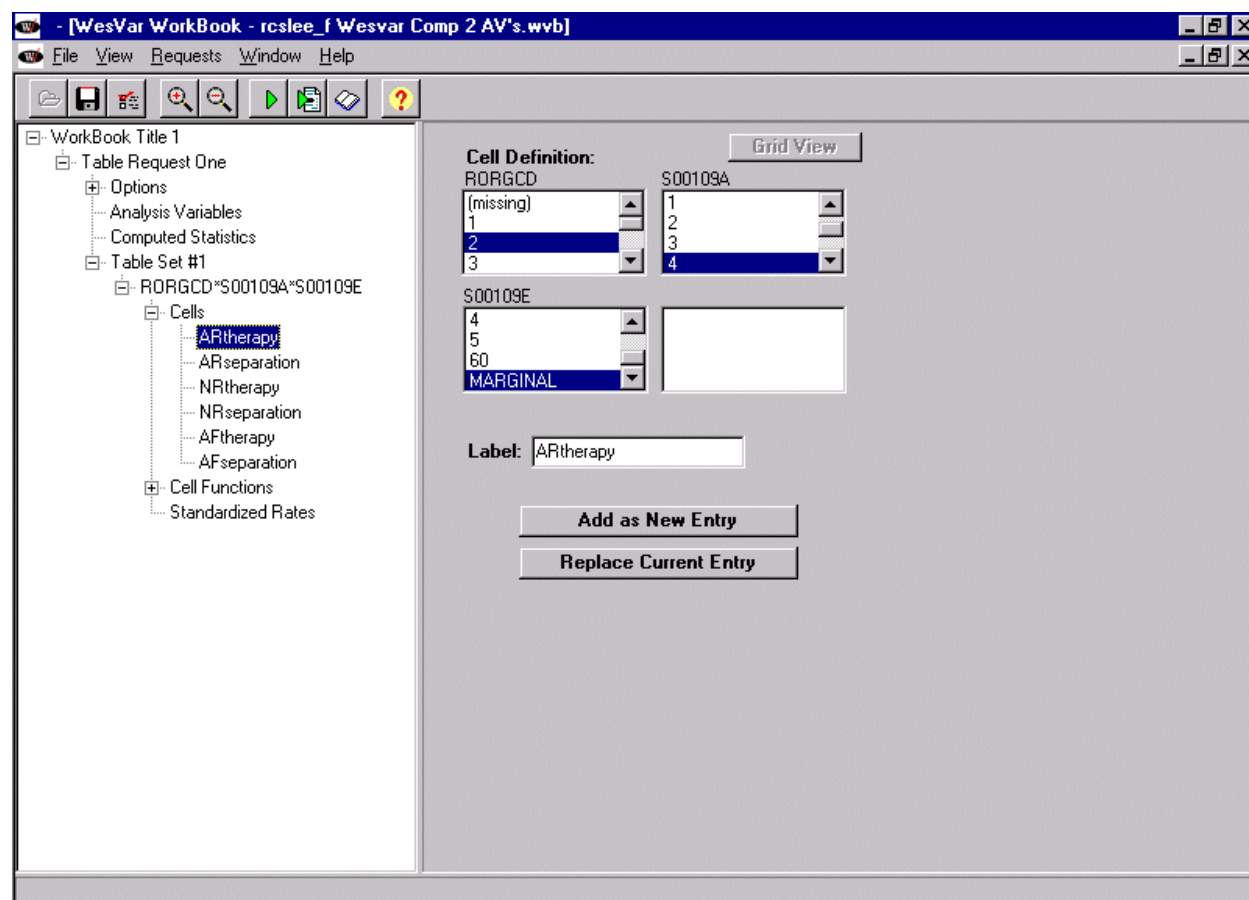 - [WesVar WorkBook - rcslee_f Wesvar Comp 2 AV's.wvb]
File View Requests Window Help
WorkBook Title 1
Table Request One
Options
Analysis Variables
Computed Statistics
Table Set #1
RORGCD*S00109A*S00109E
Cells
ARtherapy
ARseparation
NRtherapy
NRseparation
AFtherapy
AFseparation
Cell Functions
Standardized Rates
Grid View
Cell Definition:
RORGCD
(missing)
1
2
3
S00109A
1
2
3
4
S00109E
4
5
60
MARGINAL
Label: ARtherapy
Add as New Entry
Replace Current Entry